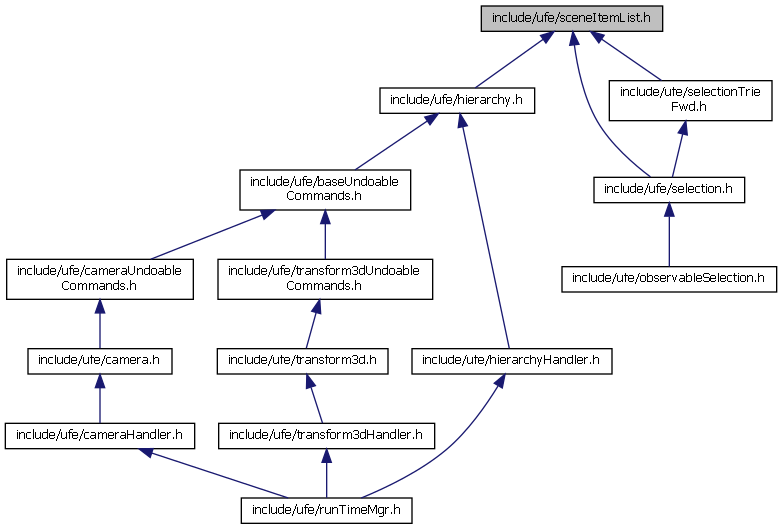 include/ufe/sceneItemList.h
include/ufe/hierarchy.h
include/ufe/selectionTrie
Fwd.h
include/ufe/baseUndoable
Commands.h
include/ufe/selection.h
include/ufe/cameraUndoable
Commands.h
include/ufe/transform3dUndoable
Commands.h
include/ufe/observableSelection.h
include/ufe/camera.h
include/ufe/transform3d.h
include/ufe/hierarchyHandler.h
include/ufe/cameraHandler.h
include/ufe/transform3dHandler.h
include/ufe/runTimeMgr.h